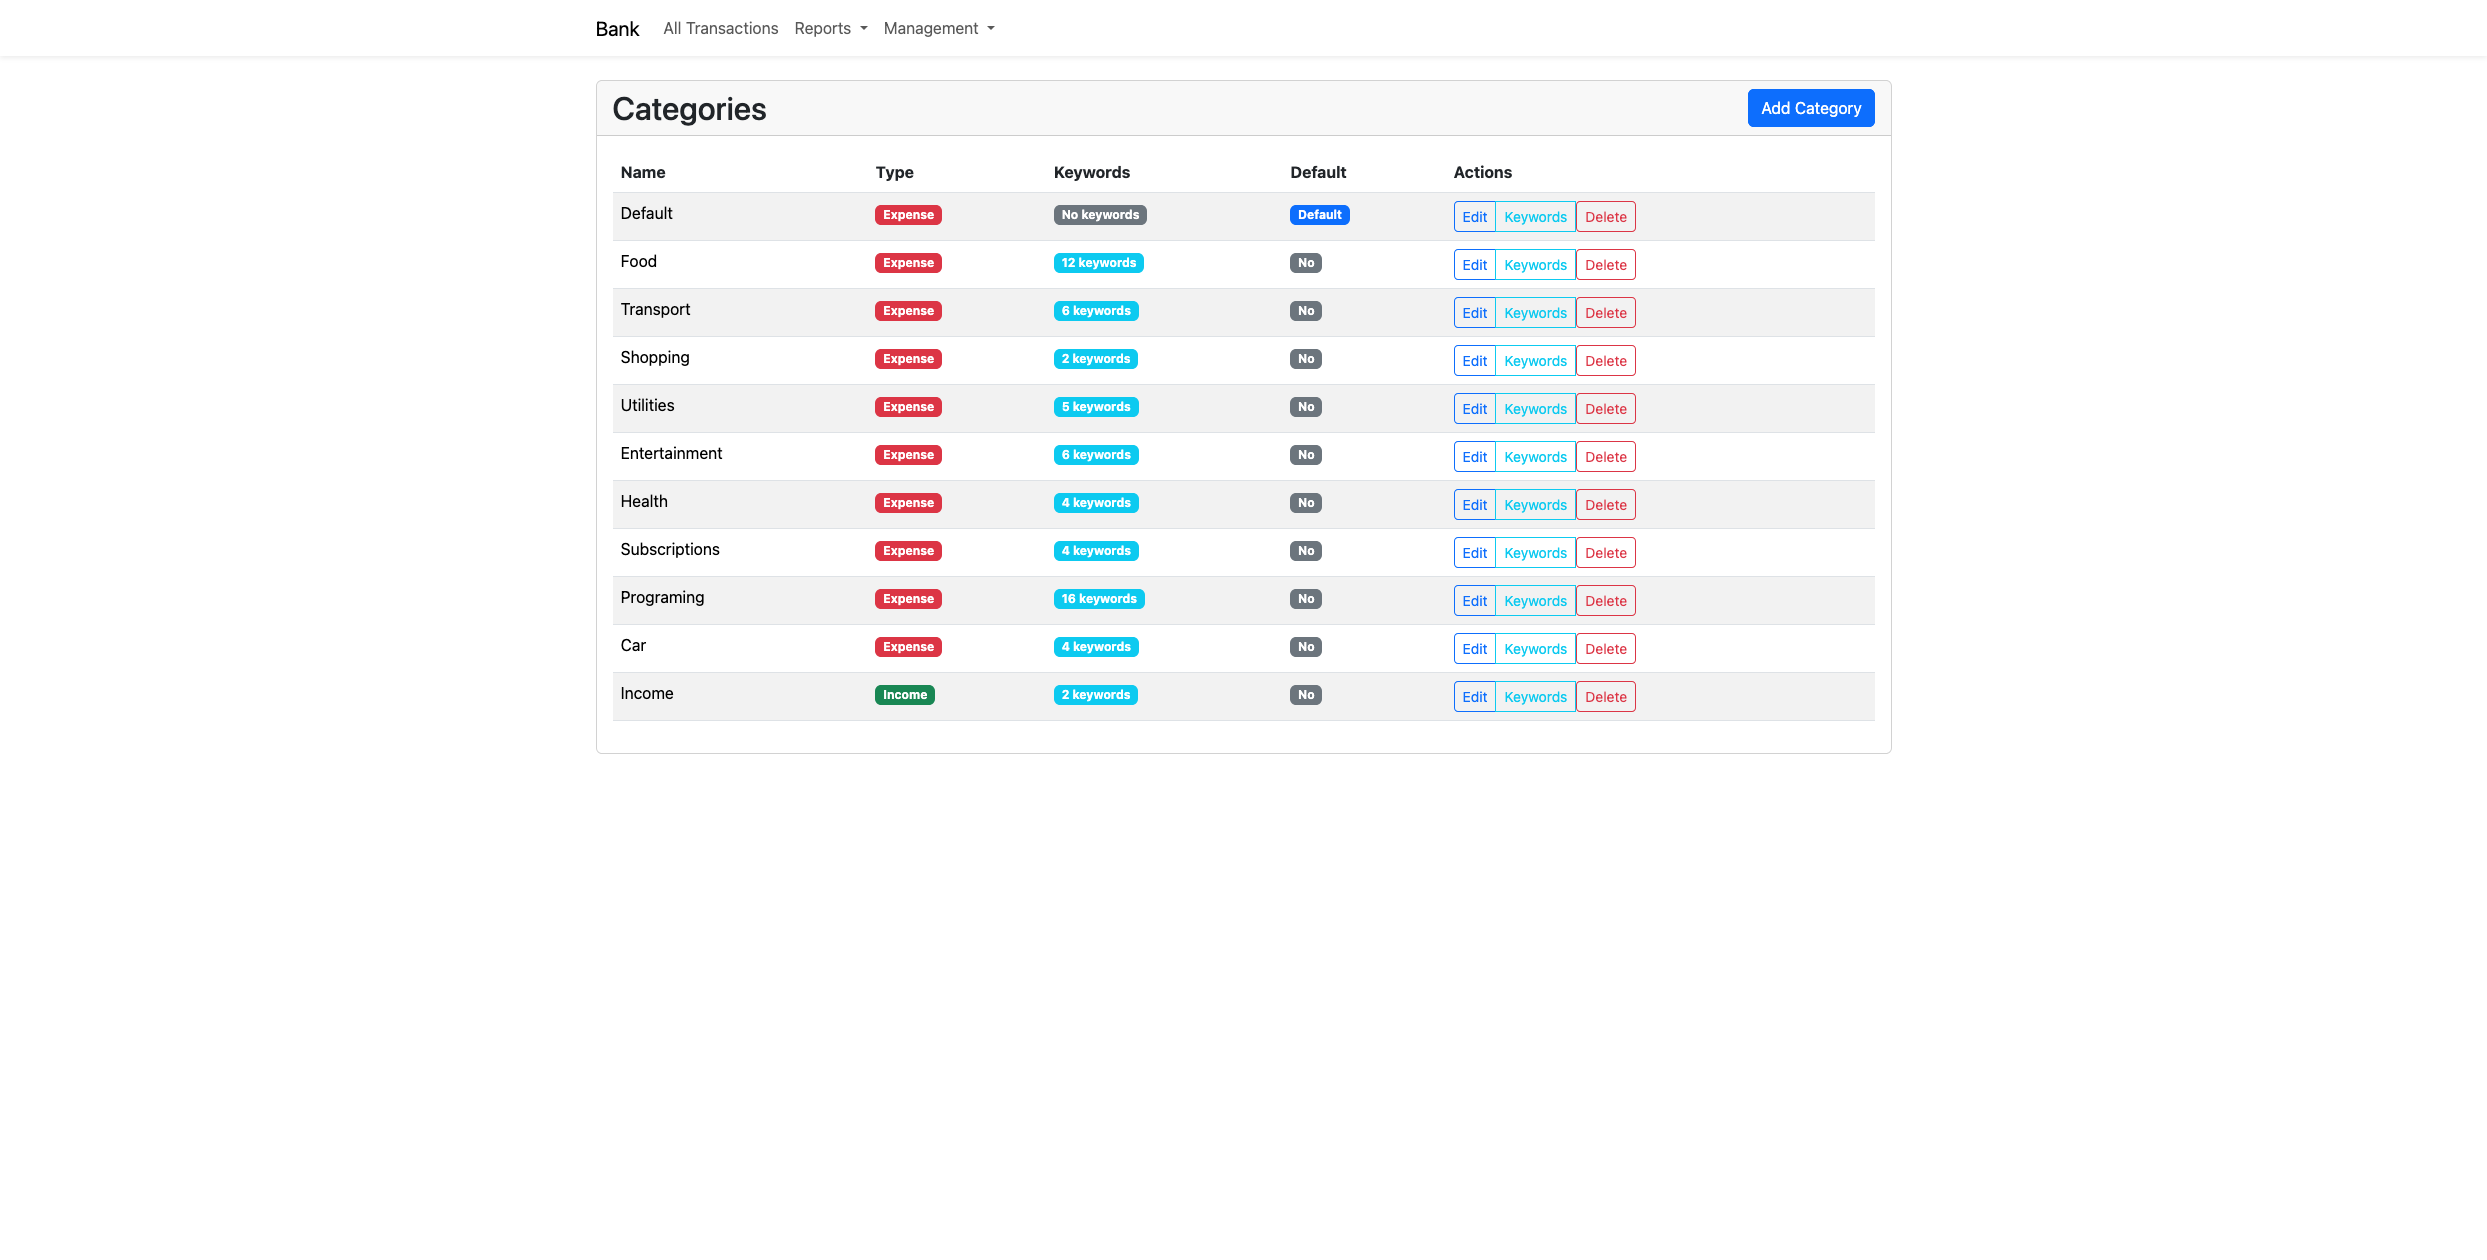 Bank All Transactions Reports Management
Categories Add Category
Name Type Keywords Default Actions
Default Expense No keywords Default Edit Keywords Delete
Food Expense 12 keywords No Edit Keywords Delete
Transport Expense 6 keywords No Edit Keywords Delete
Shopping Expense 2 keywords No Edit Keywords Delete
Utilities Expense 5 keywords No Edit Keywords Delete
Entertainment Expense 6 keywords No Edit Keywords Delete
Health Expense 4 keywords No Edit Keywords Delete
Subscriptions Expense 4 keywords No Edit Keywords Delete
Programing Expense 16 keywords No Edit Keywords Delete
Car Expense 4 keywords No Edit Keywords Delete
Income Income 2 keywords No Edit Keywords Delete